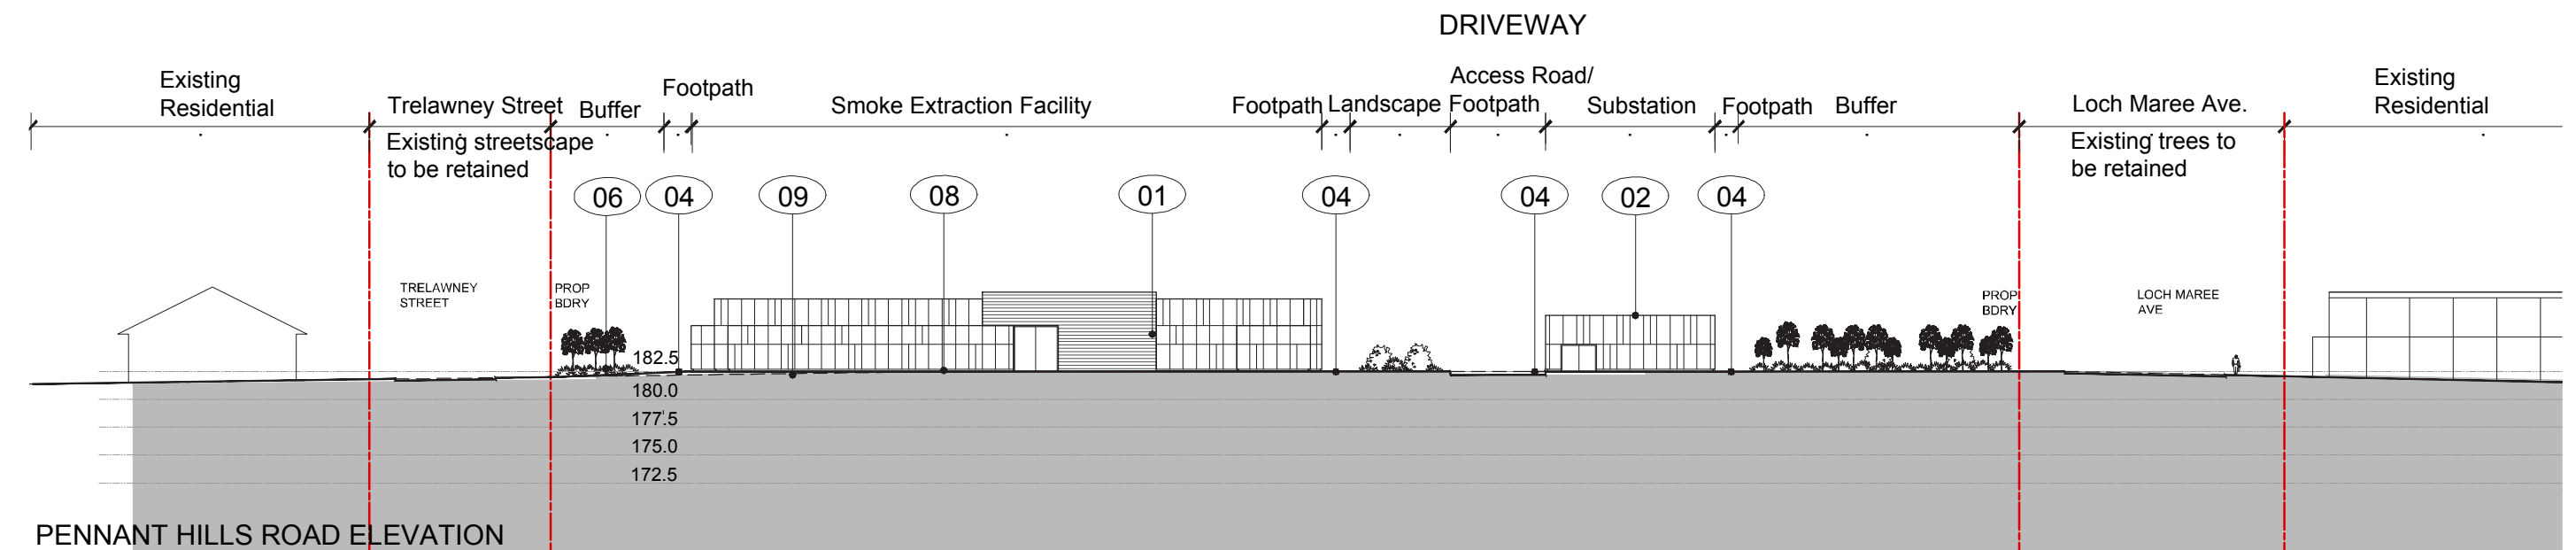 DRIVEWAY
Existing
Residential
Trelawney Street
Buffer
Footpath
Smoke Extraction Facility
Footpath
Landscape
Access Road/
Footpath
Substation
Footpath
Buffer
Loch Maree Ave.
Existing
Residential
Existing streetscape
to be retained
Existing trees to
be retained
06
04
09
08
01
04
04
02
04
TRELAWNEY
STREET
PROP
BDRY
PROP
BDRY
LOCH MAREE
AVE
182.5
180.0
177.5
175.0
172.5
PENNANT HILLS ROAD ELEVATION